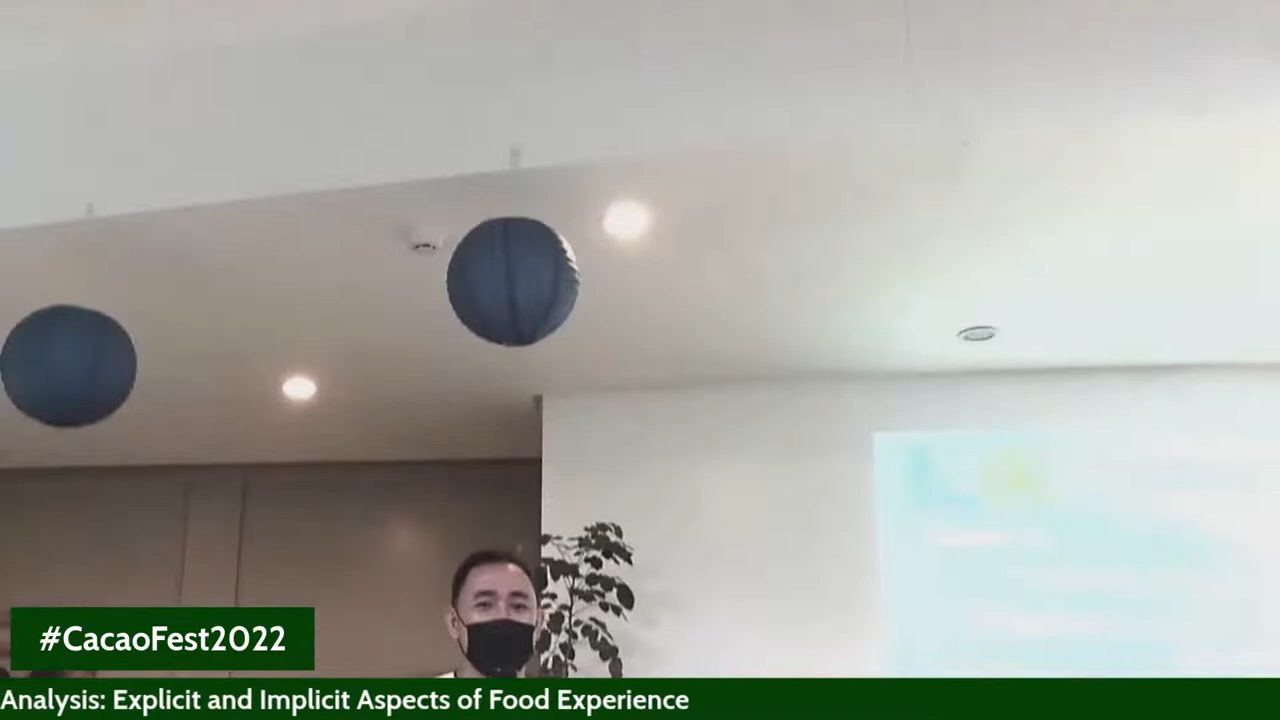 #CacaoFest2022
Analysis: Explicit and Implicit Aspects of Food Experience